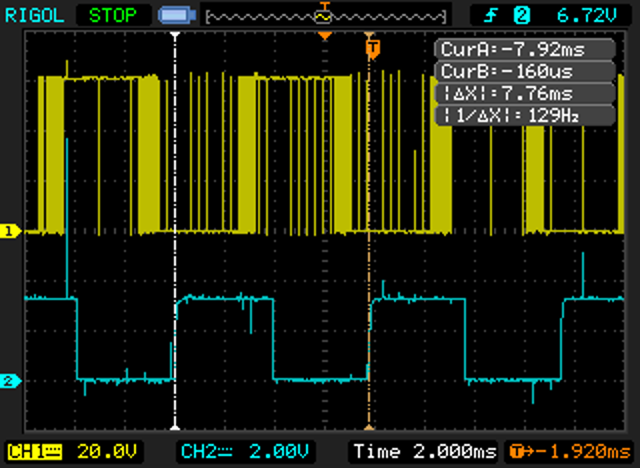 RIGOL STOP T 2 6.72V
T
CurA:-7.92ms
CurB:-160us
|ΔX|:7.76ms
|1/ΔX|:129Hz
1
2
CH1 20.0V CH2 2.00V Time 2.000ms T→-1.920ms